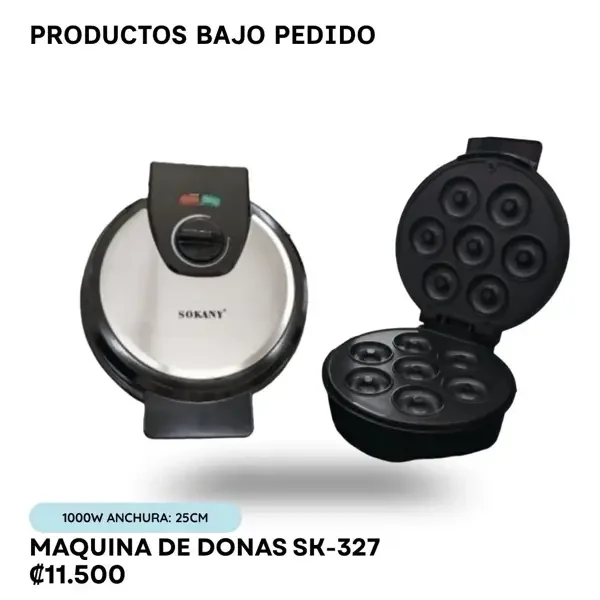 PRODUCTOS BAJO PEDIDO
SOKANY
1000W ANCHURA: 25CM
MAQUINA DE DONAS SK-327
₡11.500